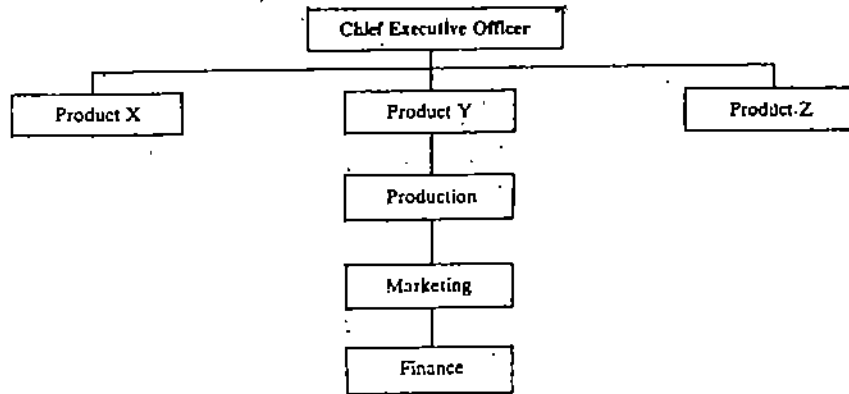 Chief Executive Officer
Product X
Product Y
Product.Z
Production
Marketing
Finance